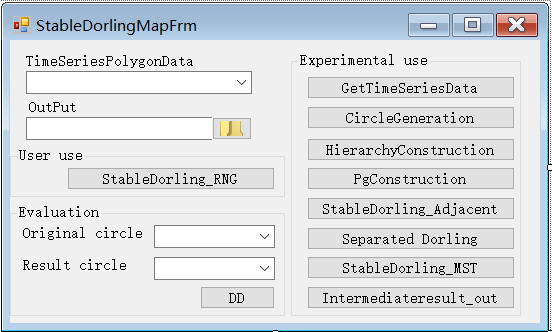 StableDorlingMapFrm
TimeSeriesPolygonData
OutPut
User use
StableDorling_RNG
Evaluation
Original circle
Result circle
DD
Experimental use
GetTimeSeriesData
CircleGeneration
HierarchyConstruction
PgConstruction
StableDorling_Adjacent
Separated Dorling
StableDorling_MST
Intermediateresult_out